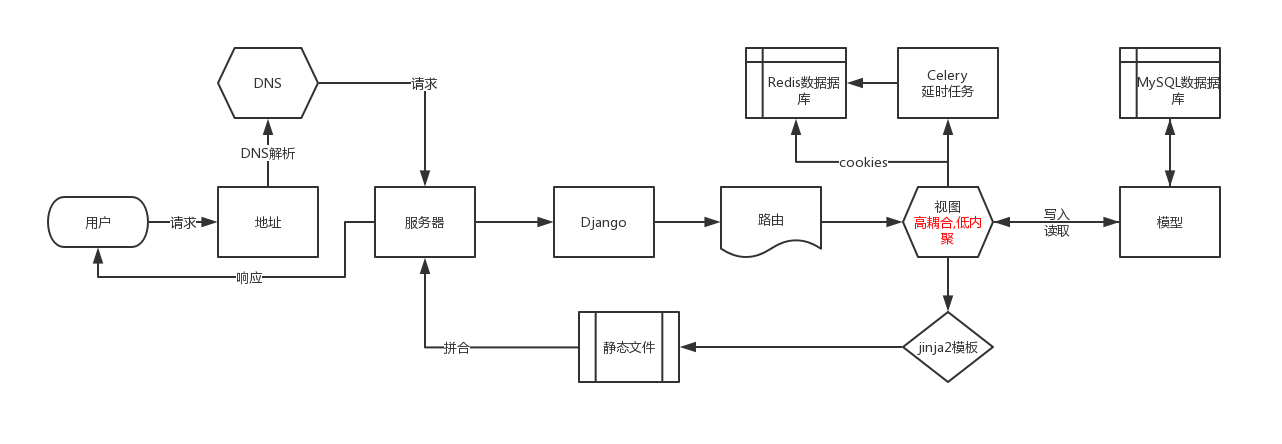 DNS
请求
Redis数据据
库
Celery
延时任务
MySQL数据据
库
DNS解析
cookies
用户
请求
地址
服务器
Django
路由
视图
高耦合,低内
聚
写入
读取
模型
响应
拼合
静态文件
jinja2模板